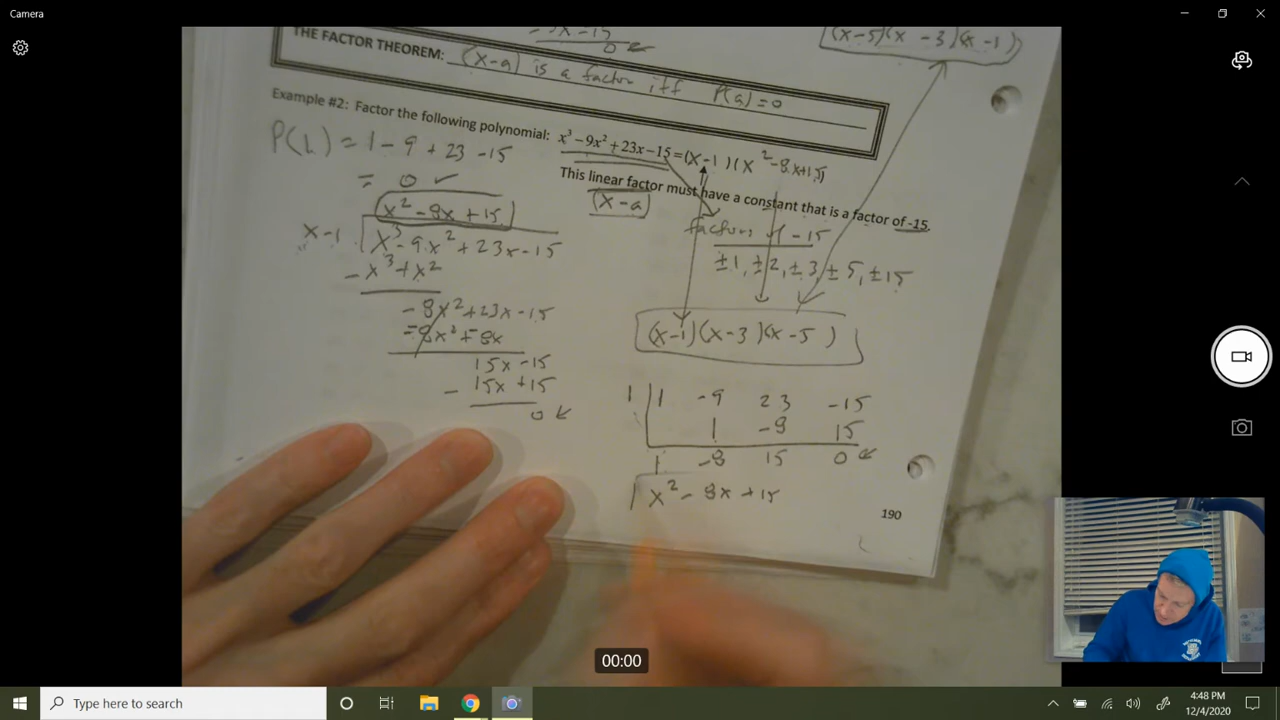 Camera
-15
0
(x-5)(x -3)(x-1)
THE FACTOR THEOREM: (x-a) is a factor iff P(a)=0
Example #2: Factor the following polynomial: x³ – 9x² + 23x – 15 = (x-1)(x²-8x+15)
P(1) = 1 - 9 + 23 - 15
= 0 ✓
This linear factor must have a constant that is a factor of -15.
(x-a)
factors of -15
±1, ±2, ±3, ±5, ±15
x² - 8x + 15
x-1 x³ - 9x² + 23x - 15
- x³ + x²
- 8x² + 23x - 15
8x² 8x
15x - 15
- 15x + 15
0
(x-1)(x-3)(x-5)
1 1 -9 23 -15
1 -8 15
1 -8 15 0
x² - 8x + 15
190
00:00
Type here to search
4:48 PM
12/4/2020